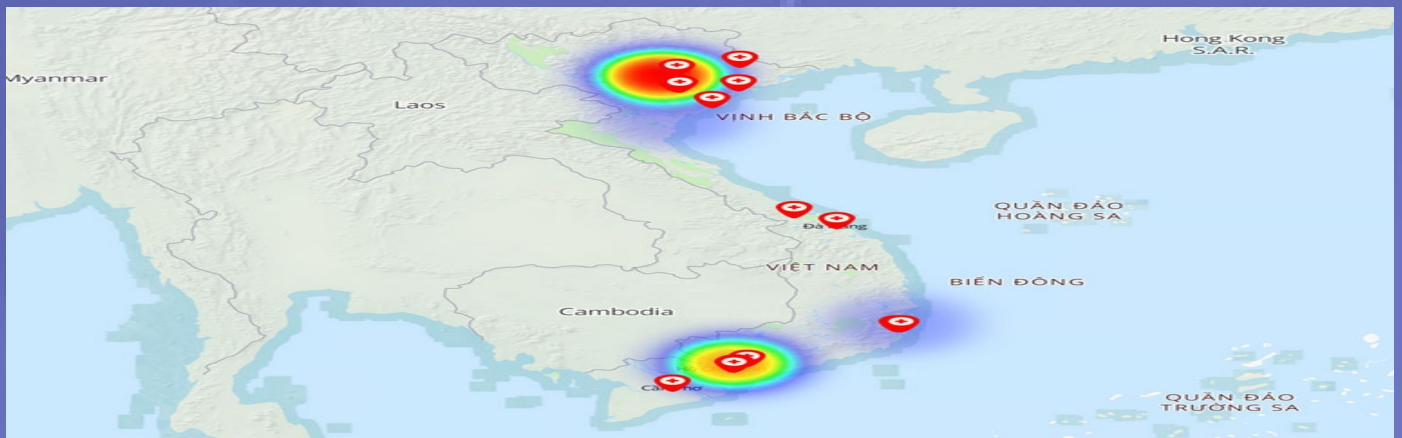 Hong Kong
S.A.R.
Myanmar
Laos
VỊNH BẮC BỘ
QUẦN ĐẢO
HOÀNG SA
VIỆT NAM
BIỂN ĐÔNG
Cambodia
QUẦN ĐẢO
TRƯỜNG SA